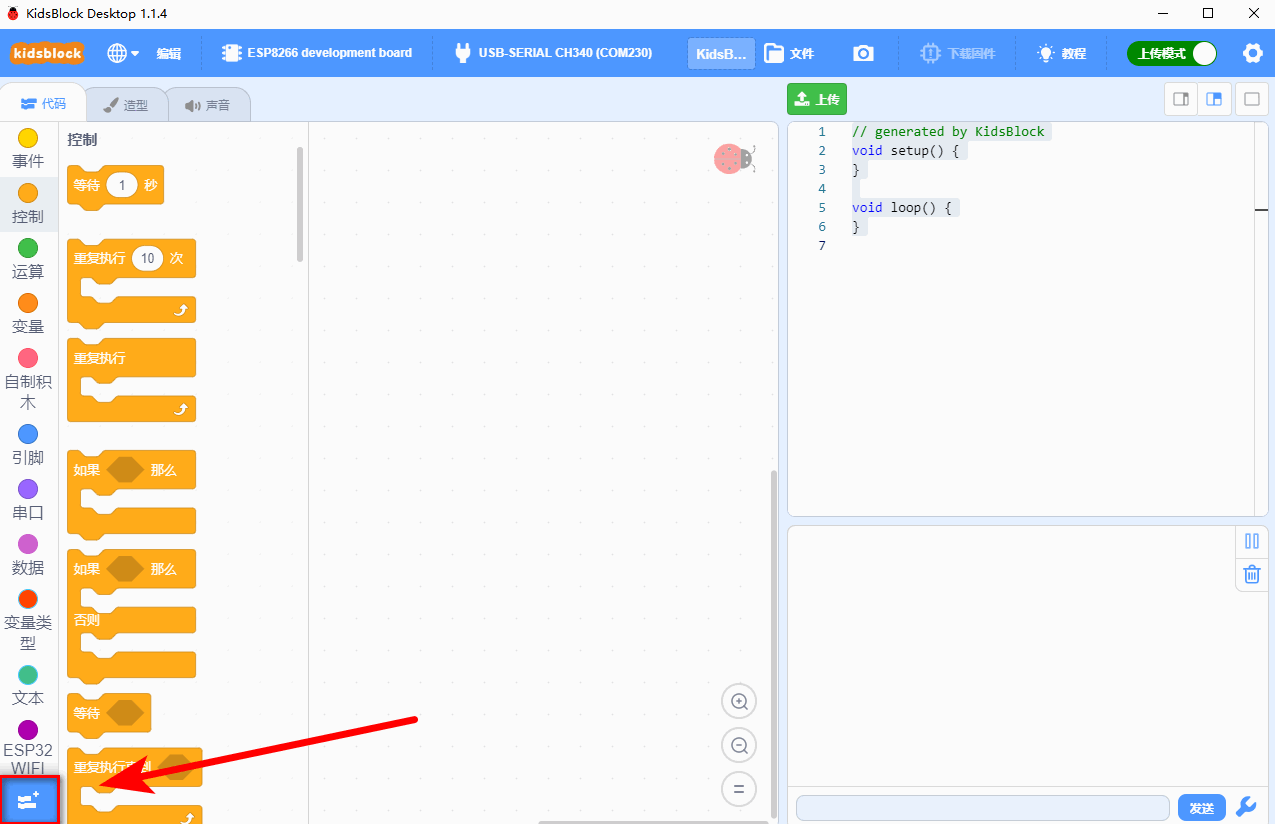 KidsBlock Desktop 1.1.4
kidsblock
编辑
ESP8266 development board
USB-SERIAL CH340 (COM230)
KidsB...
文件
下载固件
教程
上传模式
代码
造型
声音
上传
事件
控制
运算
变量
自制积
木
引脚
串口
数据
变量类
型
文本
ESP32
WIFI
控制
等待 1 秒
重复执行 10 次
重复执行
如果 那么
如果 那么
否则
等待
重复执行直到
1 // generated by KidsBlock
2 void setup() {
3 }
4
5 void loop() {
6 }
7
发送